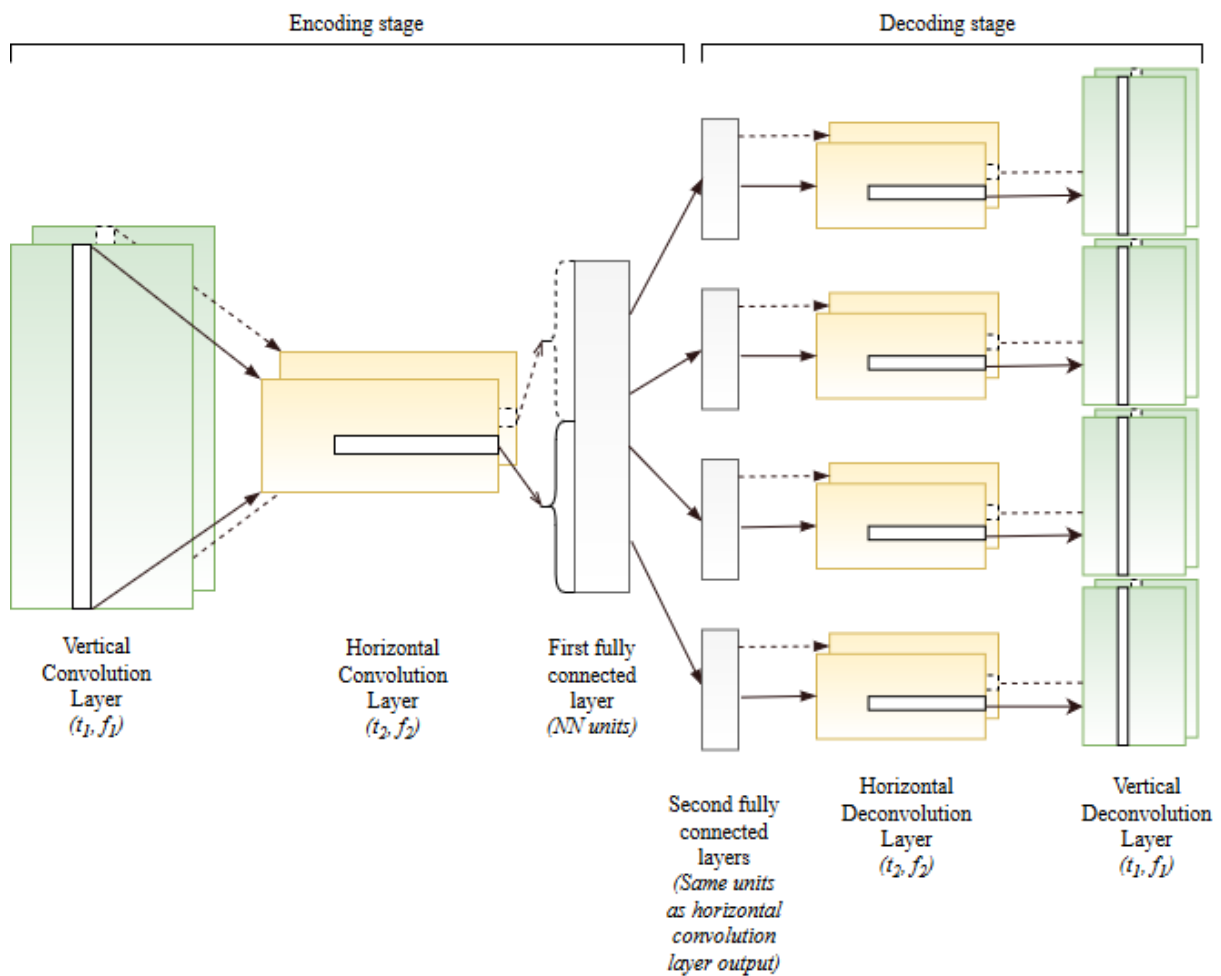 Encoding stage
Decoding stage
Vertical
Convolution
Layer
(t1, f1)
Horizontal
Convolution
Layer
(t2, f2)
First fully
connected
layer
(NN units)
Second fully
connected
layers
(Same units
as horizontal
convolution
layer output)
Horizontal
Deconvolution
Layer
(t2, f2)
Vertical
Deconvolution
Layer
(t1, f1)